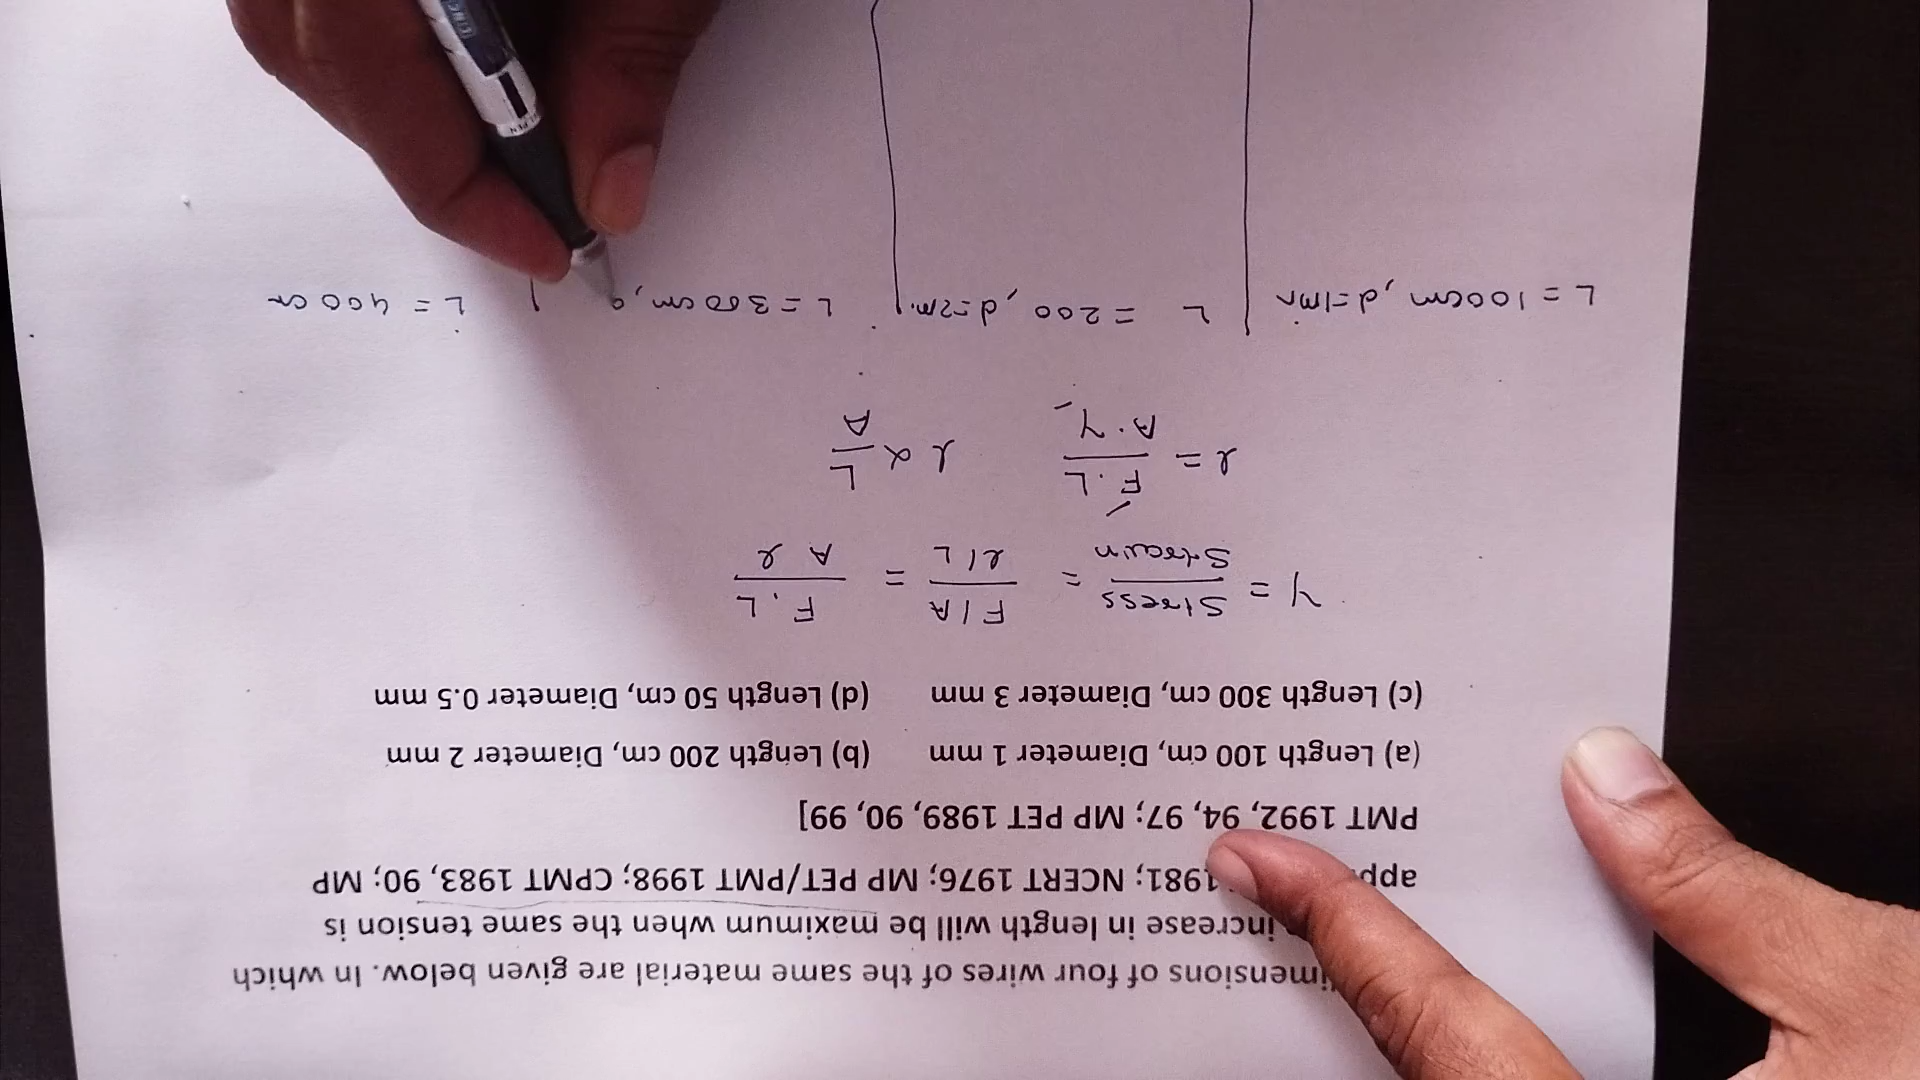 imensions of four wires of the same material are given below. In which
increase in length will be maximum when the same tension is
app 1981; NCERT 1976; MP PET/PMT 1998; CPMT 1983, 90; MP
PMT 1992, 94, 97; MP PET 1989, 90, 99]
(a) Length 100 cm, Diameter 1 mm (b) Length 200 cm, Diameter 2 mm
(c) Length 300 cm, Diameter 3 mm (d) Length 50 cm, Diameter 0.5 mm
Y = Stress / Strain = F/A / l/L = F.L / A l
l = F.L / A.Y l α L / A
L = 100cm, d=1m L = 200, d=2m L = 300cm, L = 400 cm